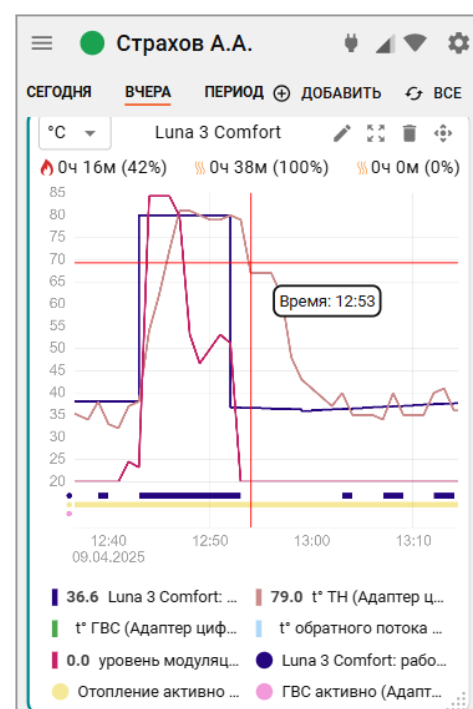 Страхов А.А.
СЕГОДНЯ ВЧЕРА ПЕРИОД ДОБАВИТЬ ВСЕ
°C Luna 3 Comfort
0ч 16м (42%) 0ч 38м (100%) 0ч 0м (0%)
85
80
75
70
65
60
Время: 12:53
55
50
45
40
35
30
25
20
12:40 12:50 13:00 13:10
09.04.2025
36.6 Luna 3 Comfort: ... 79.0 t° ТН (Адаптер ц...
t° ГВС (Адаптер циф... t° обратного потока ...
0.0 уровень модуляц... Luna 3 Comfort: рабо...
Отопление активно ... ГВС активно (Адапт...